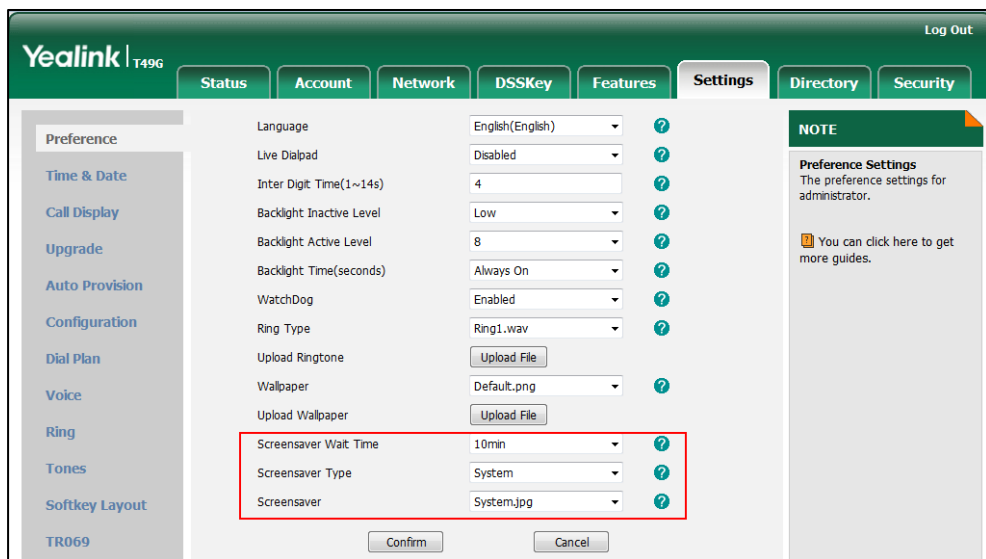 Log Out
Yealink T49G
Status Account Network DSSKey Features Settings Directory Security
Preference
Time & Date
Call Display
Upgrade
Auto Provision
Configuration
Dial Plan
Voice
Ring
Tones
Softkey Layout
TR069
Language English(English) ?
Live Dialpad Disabled ?
Inter Digit Time(1~14s) 4 ?
Backlight Inactive Level Low ?
Backlight Active Level 8 ?
Backlight Time(seconds) Always On ?
WatchDog Enabled ?
Ring Type Ring1.wav ?
Upload Ringtone Upload File
Wallpaper Default.png ?
Upload Wallpaper Upload File
Screensaver Wait Time 10min ?
Screensaver Type System ?
Screensaver System.jpg ?
Confirm Cancel
NOTE
Preference Settings
The preference settings for
administrator.
? You can click here to get
more guides.